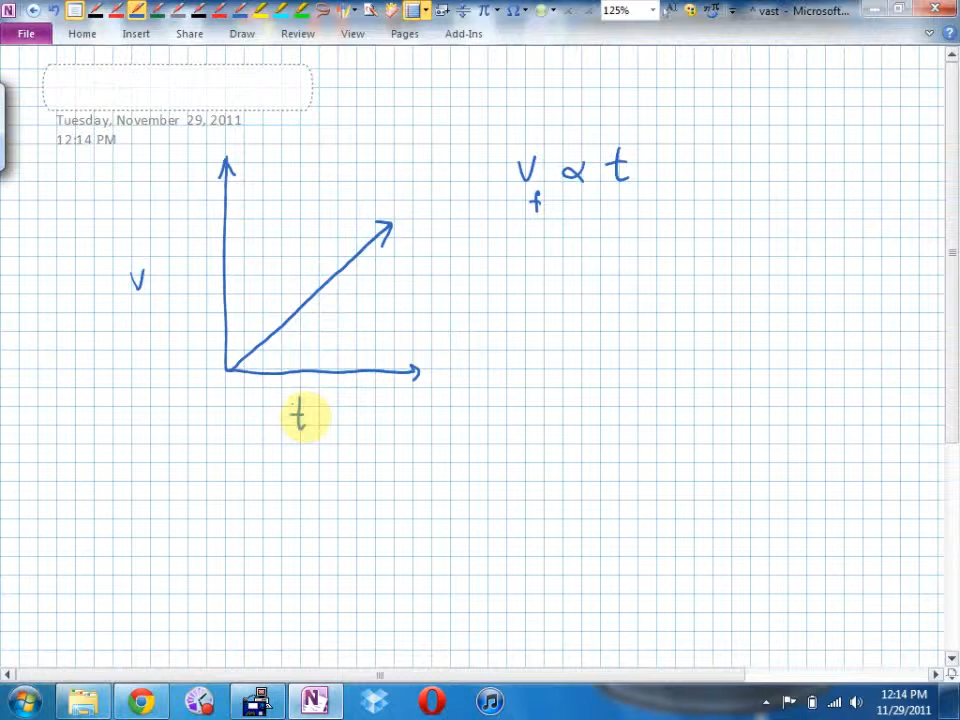 125%
^ vast - Microsoft...
File Home Insert Share Draw Review View Pages Add-Ins
Tuesday, November 29, 2011
12:14 PM
v ∝ t
f
v
t
12:14 PM
11/29/2011